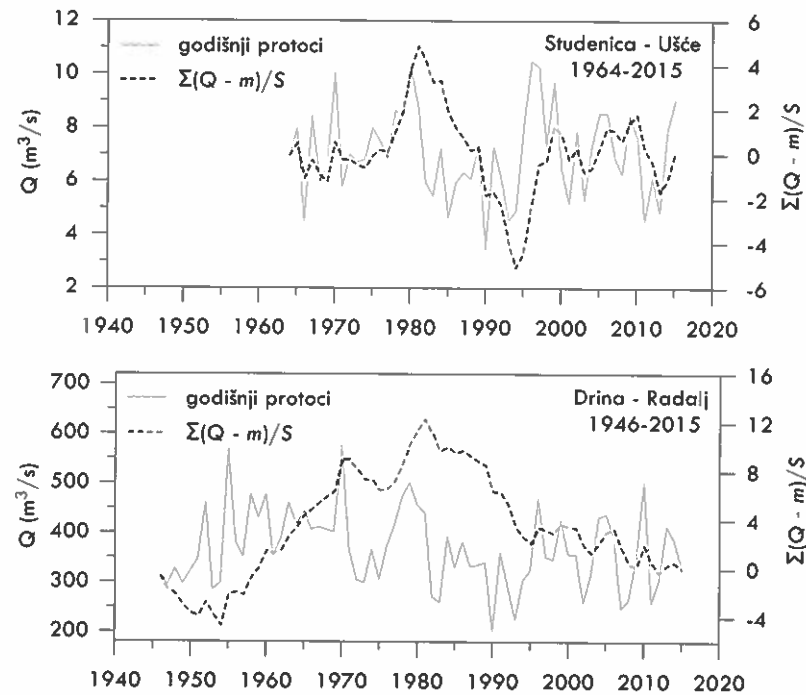 12
10
8
6
4
2
Q (m³/s)
godišnji protoci
Σ(Q - m)/S
Studenica - Ušće
1964-2015
6
4
2
0
-2
-4
-6
Σ(Q - m)/S
1940 1950 1960 1970 1980 1990 2000 2010 2020
700
600
500
400
300
200
Q (m³/s)
godišnji protoci
Σ(Q - m)/S
Drina - Radalj
1946-2015
16
12
8
4
0
-4
Σ(Q - m)/S
1940 1950 1960 1970 1980 1990 2000 2010 2020